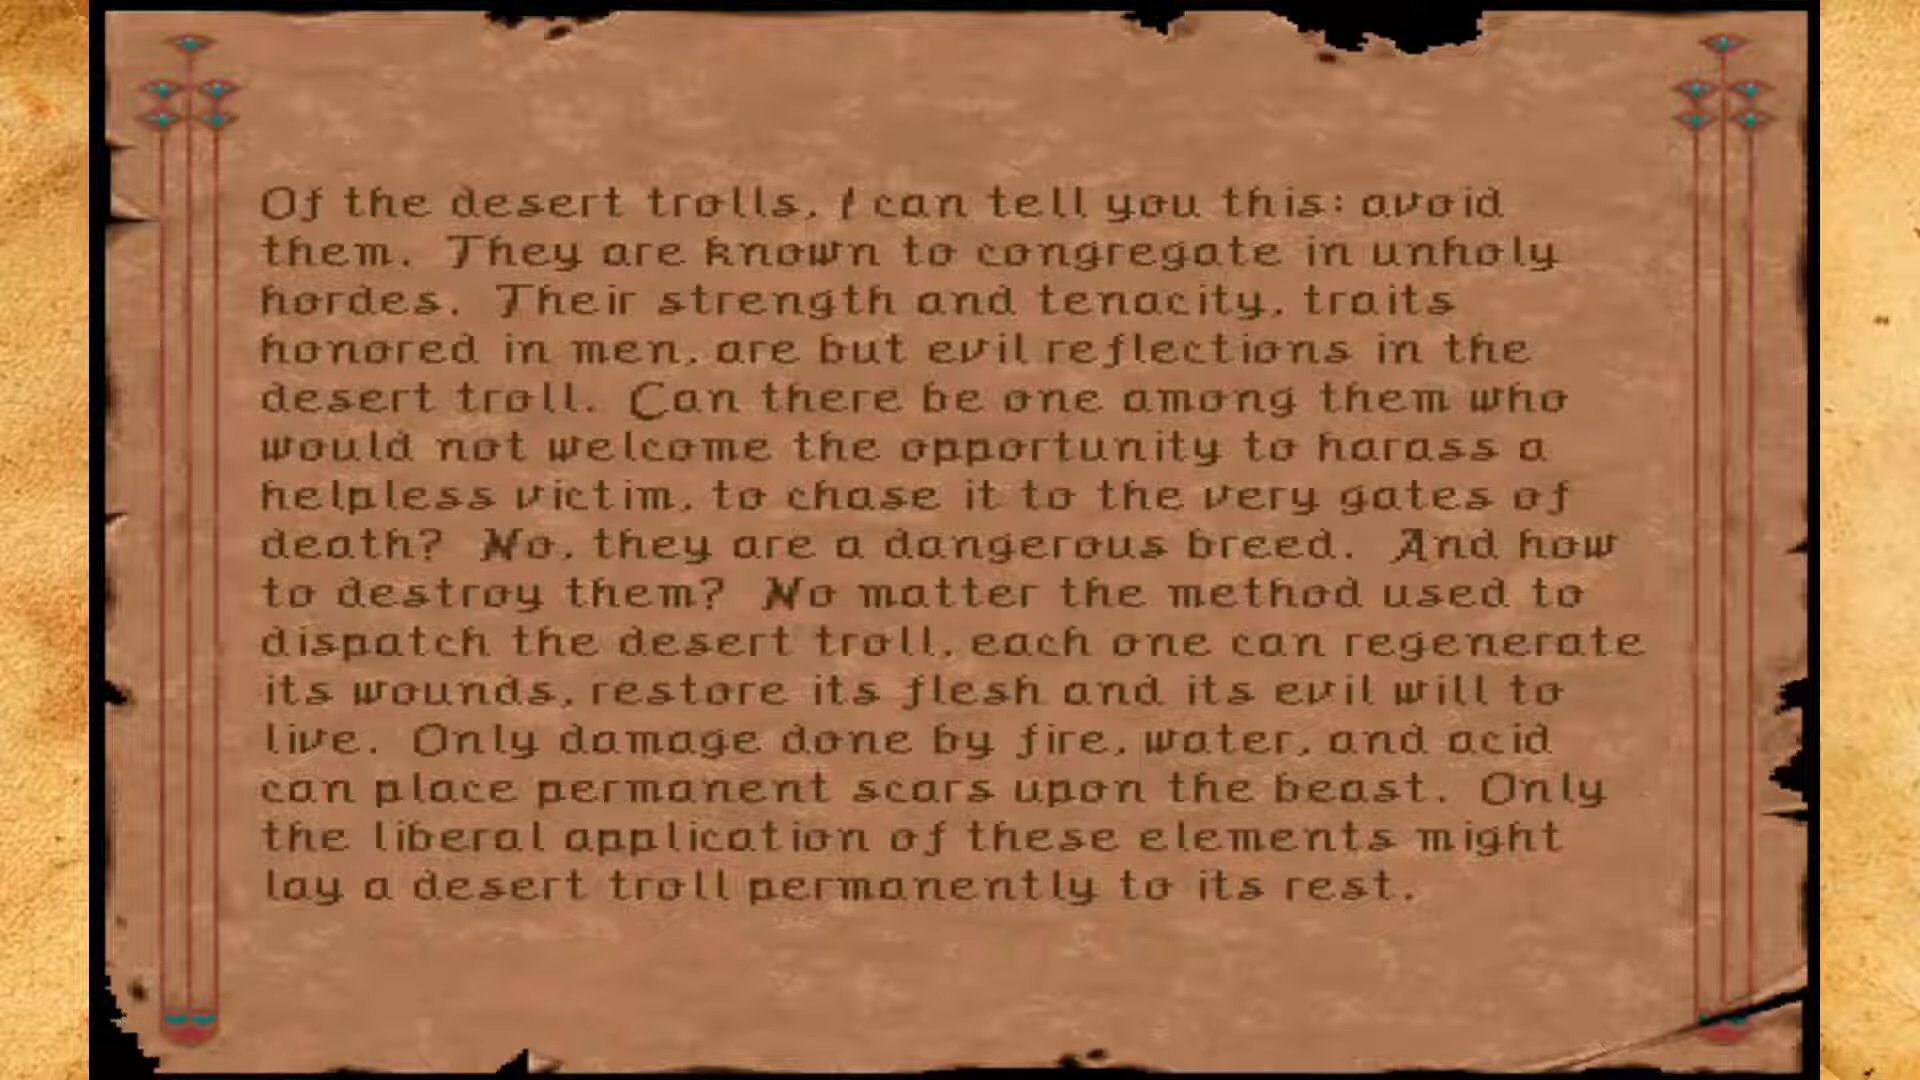 Of the desert trolls, I can tell you this: avoid
them. They are known to congregate in unholy
hordes. Their strength and tenacity, traits
honored in men, are but evil reflections in the
desert troll. Can there be one among them who
would not welcome the opportunity to harass a
helpless victim, to chase it to the very gates of
death? No, they are a dangerous breed. And how
to destroy them? No matter the method used to
dispatch the desert troll, each one can regenerate
its wounds, restore its flesh and its evil will to
live. Only damage done by fire, water, and acid
can place permanent scars upon the beast. Only
the liberal application of these elements might
lay a desert troll permanently to its rest.